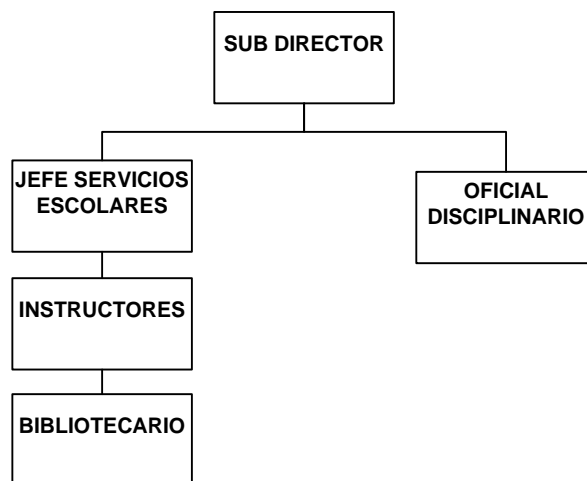 SUB DIRECTOR
JEFE SERVICIOS
ESCOLARES
OFICIAL
DISCIPLINARIO
INSTRUCTORES
BIBLIOTECARIO